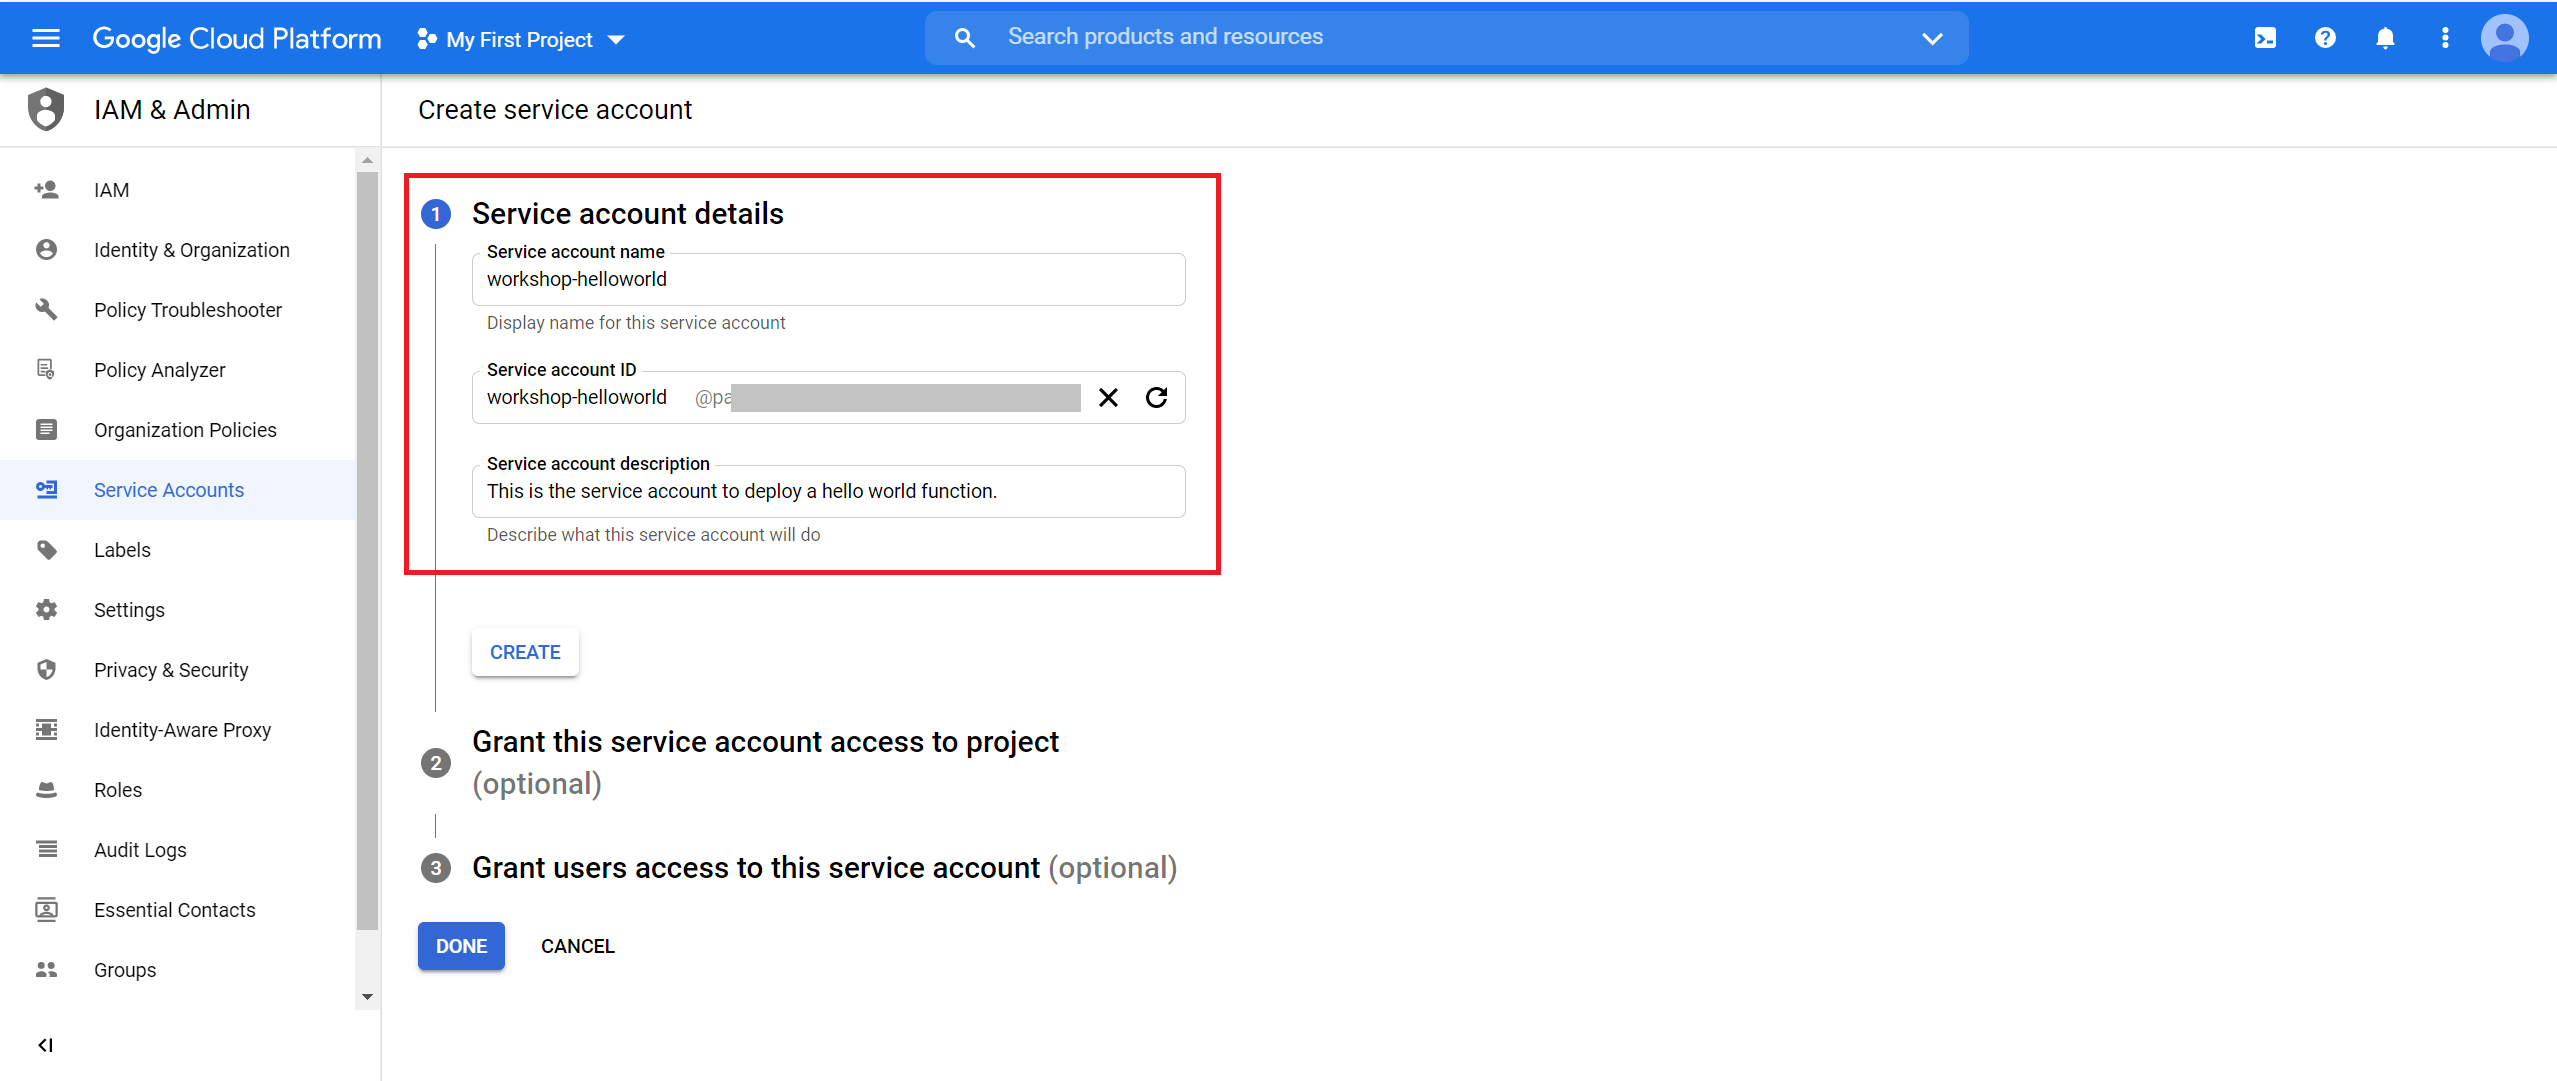 Google Cloud Platform
My First Project
Search products and resources
IAM & Admin
Create service account
IAM
Identity & Organization
Policy Troubleshooter
Policy Analyzer
Organization Policies
Service Accounts
Labels
Settings
Privacy & Security
Identity-Aware Proxy
Roles
Audit Logs
Essential Contacts
Groups
1 Service account details
Service account name
workshop-helloworld
Display name for this service account
Service account ID
workshop-helloworld @pa
Service account description
This is the service account to deploy a hello world function.
Describe what this service account will do
CREATE
2 Grant this service account access to project
(optional)
3 Grant users access to this service account (optional)
DONE CANCEL